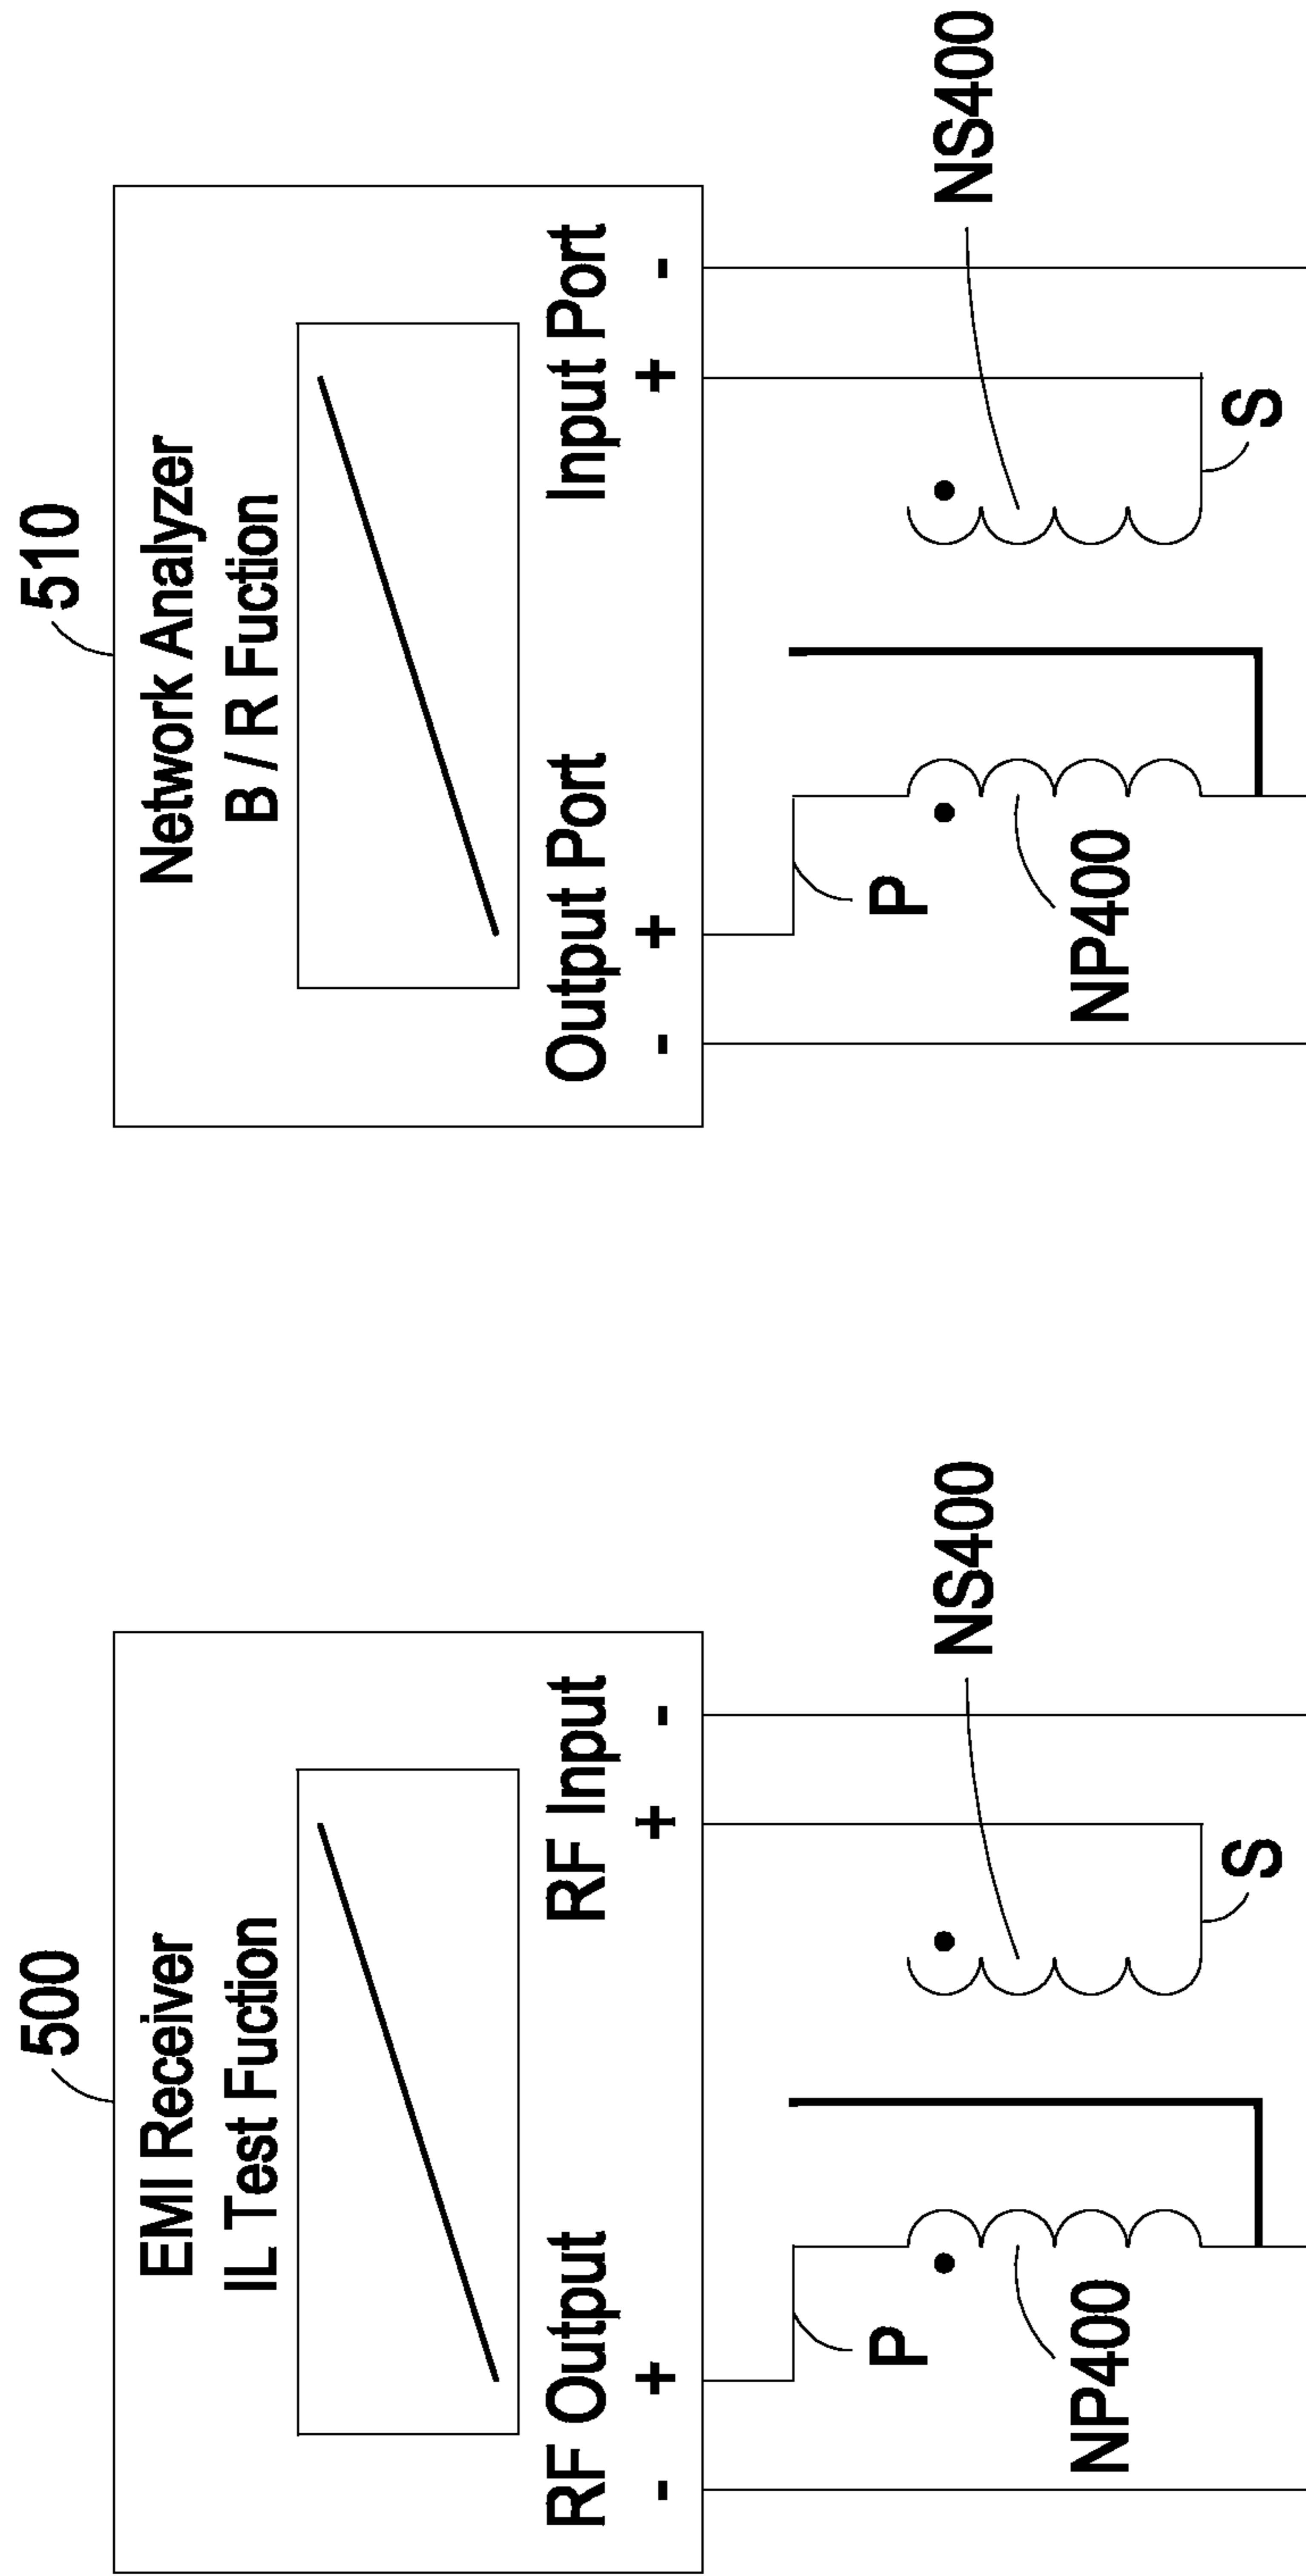 500
EMI Receiver
IL Test Fuction
RF Output
RF Input
- +
+ -
P
NP400
NS400
S
510
Network Analyzer
B / R Fuction
Output Port
Input Port
- +
+ -
P
NP400
NS400
S